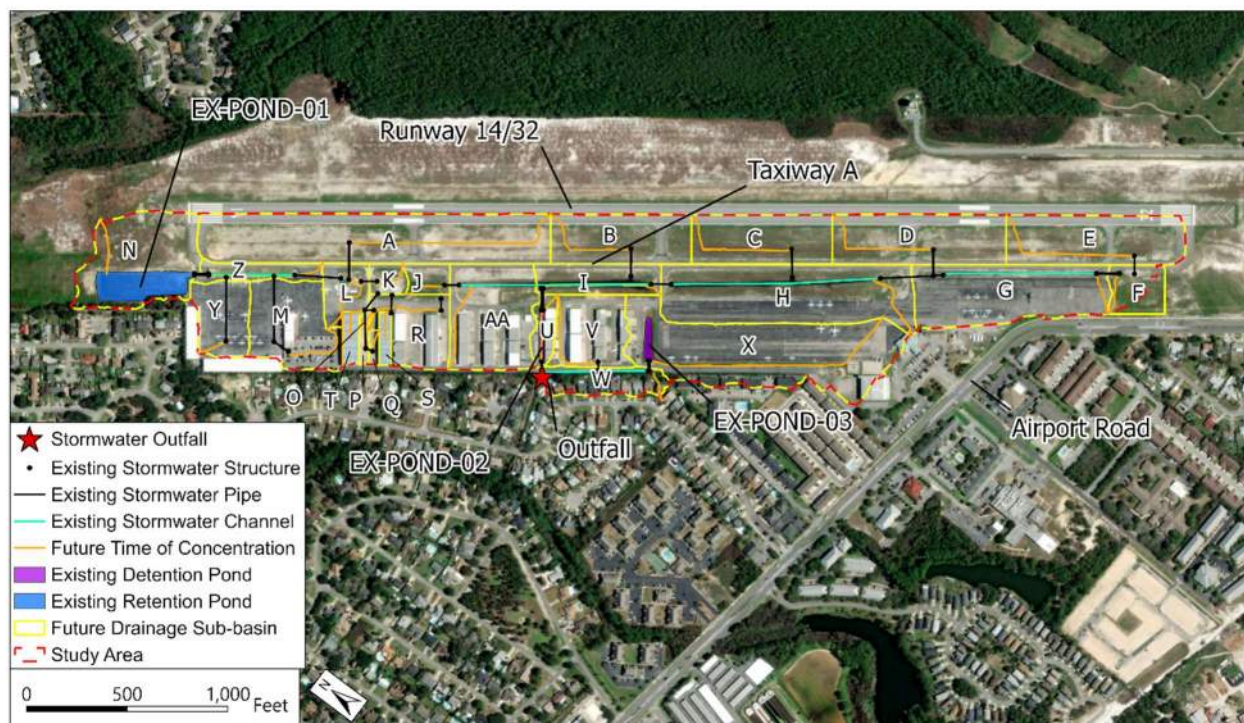 EX-POND-01
Runway 14/32
Taxiway A
A
B
C
D
E
N
Z
L
K
J
I
H
G
F
Y
M
R
AA
U
V
X
W
O
T
P
Q
S
EX-POND-02
Outfall
EX-POND-03
Airport Road
Stormwater Outfall
Existing Stormwater Structure
Existing Stormwater Pipe
Existing Stormwater Channel
Future Time of Concentration
Existing Detention Pond
Existing Retention Pond
Future Drainage Sub-basin
Study Area
0 500 1,000
Feet
N